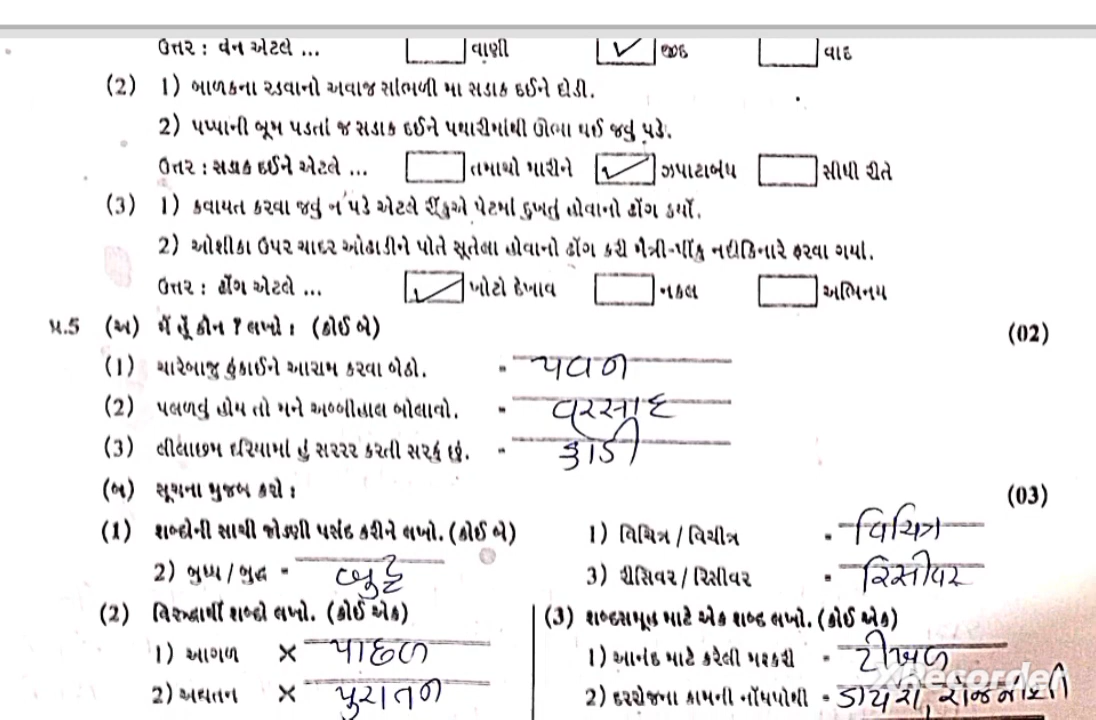 ઉત્તર : વેન એટલે ... વાણી ✓ જીદ વાદ
(2) 1) બાળકના રડવાનો અવાજ સાંભળી મા સડાક દઈને દોડી.
2) પપ્પાની બૂમ પડતાં જ સડાક દઈને પથારીમાંથી ઊભા થઈ જવું પડે.
ઉત્તર : સડાક દઈને એટલે ... તમાચો મારીને ✓ ઝપાટાબંધ સીધી રીતે
(3) 1) કવાયત કરવા જવું ન પડે એટલે રીંકુએ પેટમાં દુખતું હોવાનો ઢોંગ કર્યો.
2) ઓશીકા ઉપર ચાદર ઓઢાડીને પોતે સૂતેલા હોવાનો ઢોંગ કરી મૈત્રી-પીંકુ નદીકિનારે ફરવા ગયાં.
ઉત્તર : ઢોંગ એટલે ... ✓ ખોટો દેખાવ નકલ અભિનય
પ્ર.5 (અ) મેં હું કોન ? લખો : (કોઈ બે) (02)
(1) ચારેબાજુ ફુંકાઈને આરામ કરવા બેઠો. - પવન
(2) પલળવું હોય તો મને અબ્બીહાલ બોલાવો. - વરસાદ
(3) લીલાછમ દરિયામાં હું સરરર કરતી સરકું છું. -
(બ) સૂચના મુજબ કરો : (03)
(1) શબ્દોની સાચી જોડણી પસંદ કરીને લખો. (કોઈ બે) 1) વિચિત્ર / વિચીત્ર - વિચિત્ર
2) બુધ્ધ / બુદ્ધ - બુદ્ધ 3) રીસિવર / રિસીવર - રિસીવર
(2) વિરુદ્ધાર્થી શબ્દો લખો. (કોઈ એક) (3) શબ્દસમૂહ માટે એક શબ્દ લખો. (કોઈ એક)
1) આગળ × પાછળ 1) આનંદ માટે કરેલી મશ્કરી - ટીખળ
2) અદ્યતન × પુરાતન 2) દરરોજના કામની નોંધપોથી - ડાયરી, રોજનીશી
XRecorder